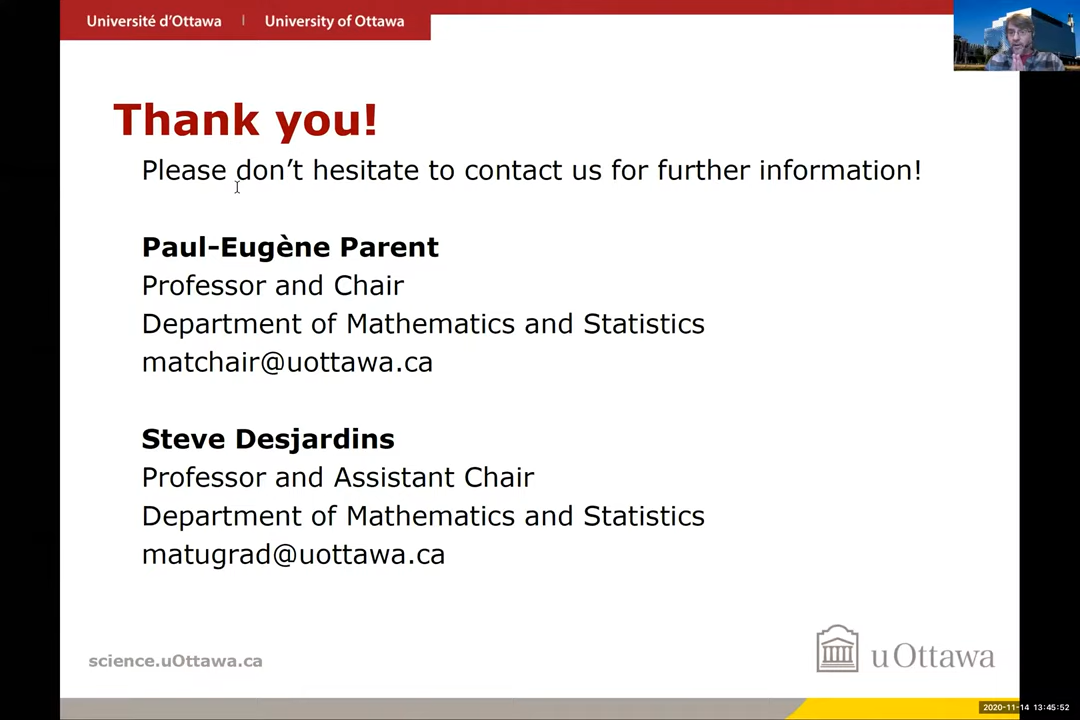 Université d'Ottawa | University of Ottawa
Thank you!
Please don’t hesitate to contact us for further information!
Paul-Eugène Parent
Professor and Chair
Department of Mathematics and Statistics
matchair@uottawa.ca
Steve Desjardins
Professor and Assistant Chair
Department of Mathematics and Statistics
matugrad@uottawa.ca
science.uOttawa.ca
uOttawa
2020-11-14 13:45:52